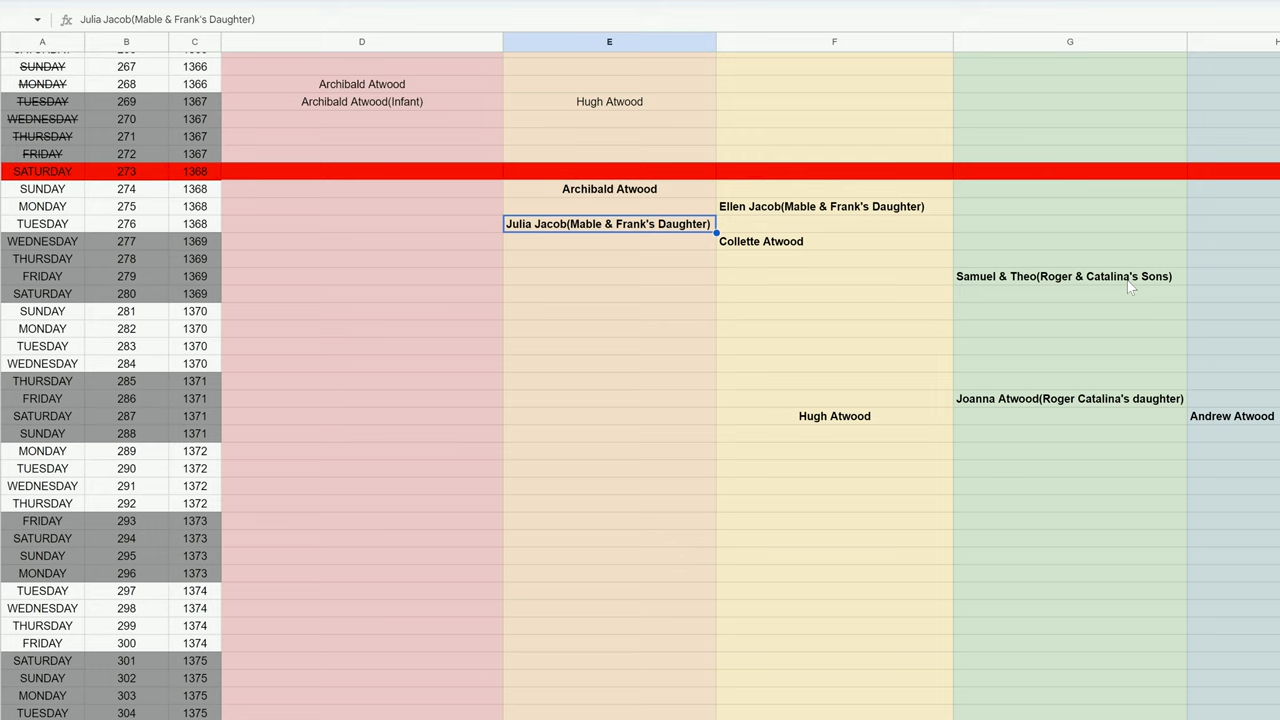 fx Julia Jacob(Mable & Frank's Daughter)
A B C D E F G H
SUNDAY 267 1366
MONDAY 268 1366 Archibald Atwood
TUESDAY 269 1367 Archibald Atwood(Infant) Hugh Atwood
WEDNESDAY 270 1367
THURSDAY 271 1367
FRIDAY 272 1367
SATURDAY 273 1368
SUNDAY 274 1368 Archibald Atwood
MONDAY 275 1368 Ellen Jacob(Mable & Frank's Daughter)
TUESDAY 276 1368 Julia Jacob(Mable & Frank's Daughter)
WEDNESDAY 277 1369 Collette Atwood
THURSDAY 278 1369
FRIDAY 279 1369 Samuel & Theo(Roger & Catalina's Sons)
SATURDAY 280 1369
SUNDAY 281 1370
MONDAY 282 1370
TUESDAY 283 1370
WEDNESDAY 284 1370
THURSDAY 285 1371
FRIDAY 286 1371 Joanna Atwood(Roger Catalina's daughter)
SATURDAY 287 1371 Hugh Atwood Andrew Atwood
SUNDAY 288 1371
MONDAY 289 1372
TUESDAY 290 1372
WEDNESDAY 291 1372
THURSDAY 292 1372
FRIDAY 293 1373
SATURDAY 294 1373
SUNDAY 295 1373
MONDAY 296 1373
TUESDAY 297 1374
WEDNESDAY 298 1374
THURSDAY 299 1374
FRIDAY 300 1374
SATURDAY 301 1375
SUNDAY 302 1375
MONDAY 303 1375
TUESDAY 304 1375